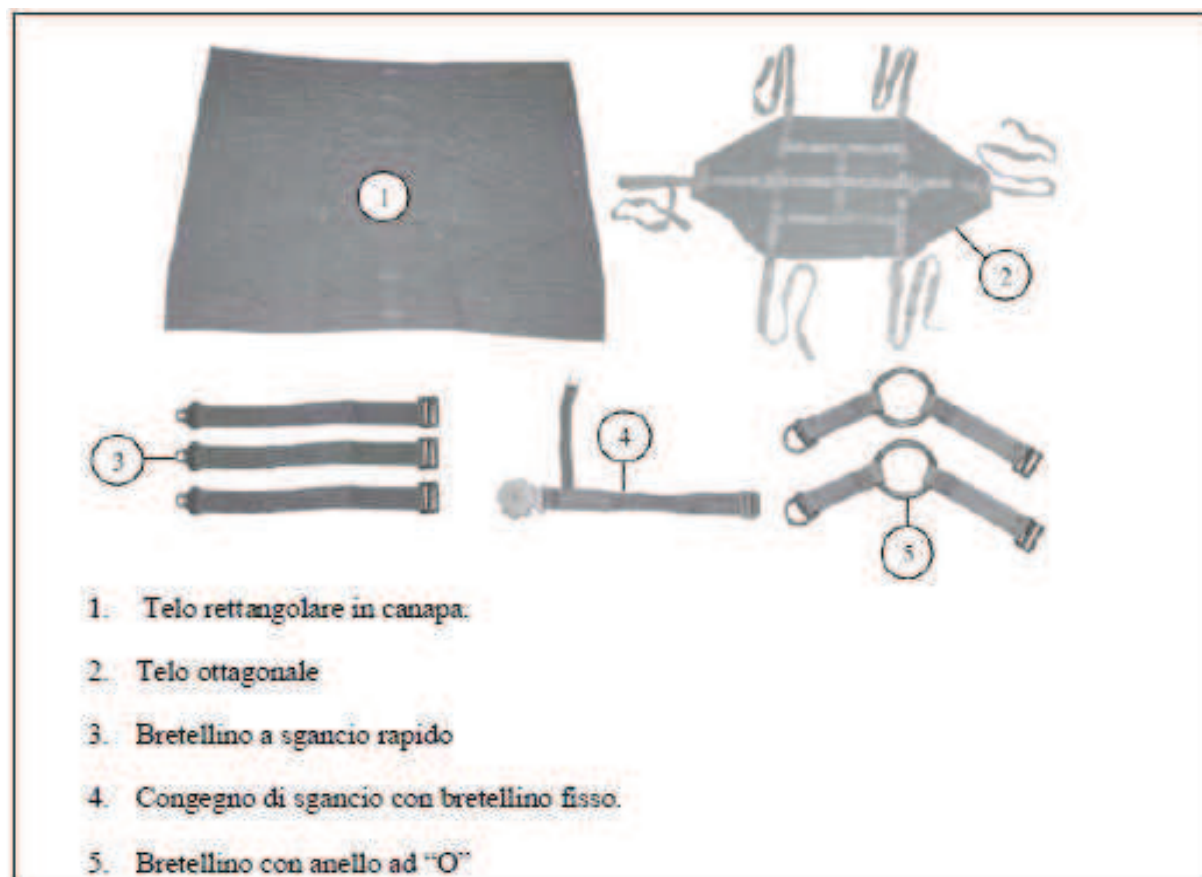 1
2
3
4
5
1. Telo rettangolare in canapa.
2. Telo ottagonale
3. Bretellino a sgancio rapido
4. Congegno di sgancio con bretellino fisso.
5. Bretellino con anello ad “O”